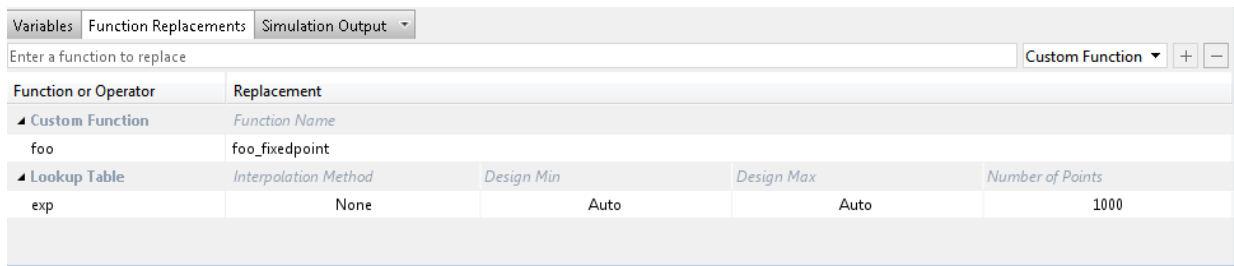 Variables Function Replacements Simulation Output
Enter a function to replace Custom Function + −
Function or Operator Replacement
Custom Function Function Name
foo foo_fixedpoint
Lookup Table Interpolation Method Design Min Design Max Number of Points
exp None Auto Auto 1000